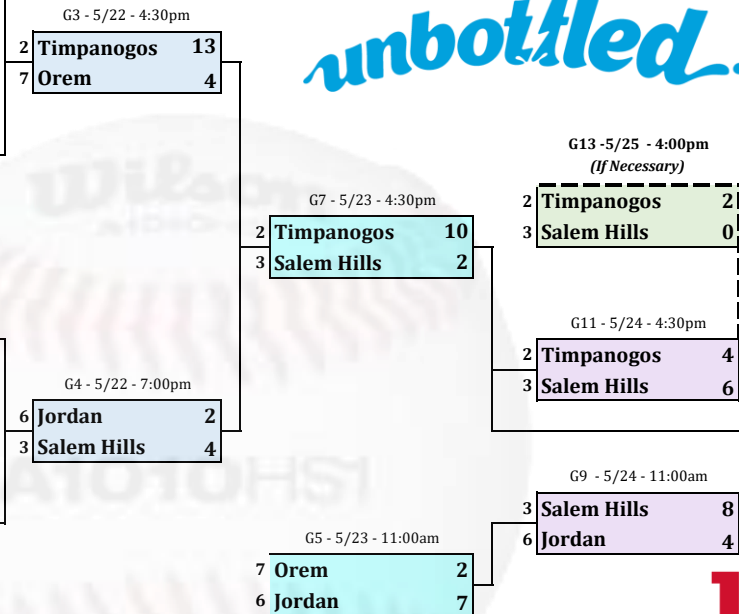 unbottled.
G3 - 5/22 - 4:30pm
2 Timpanogos 13
7 Orem 4
G13 -5/25 - 4:00pm
(If Necessary)
2 Timpanogos 2
3 Salem Hills 0
Wilson
G7 - 5/23 - 4:30pm
2 Timpanogos 10
3 Salem Hills 2
G11 - 5/24 - 4:30pm
2 Timpanogos 4
3 Salem Hills 6
G4 - 5/22 - 7:00pm
6 Jordan 2
3 Salem Hills 4
A1010HS1
G9 - 5/24 - 11:00am
3 Salem Hills 8
6 Jordan 4
G5 - 5/23 - 11:00am
7 Orem 2
6 Jordan 7